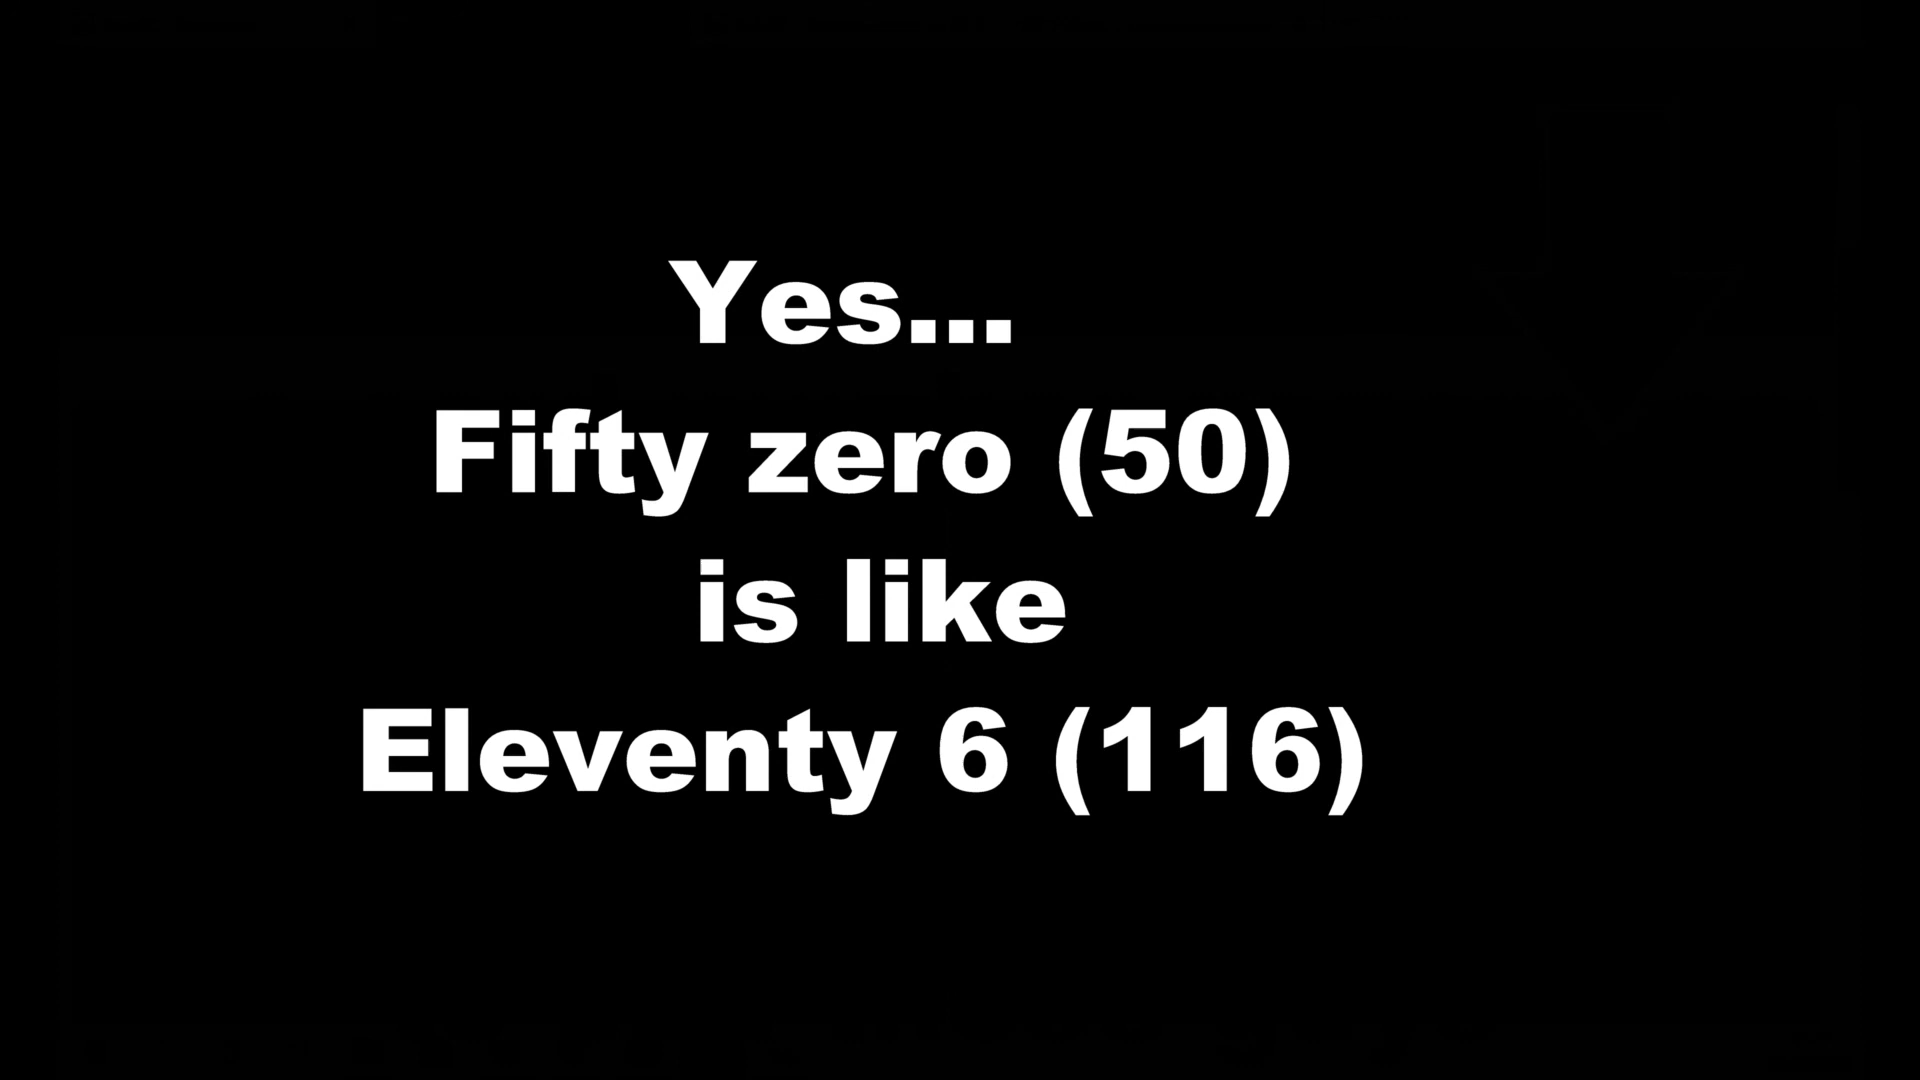 Yes...
Fifty zero (50)
is like
Eleventy 6 (116)